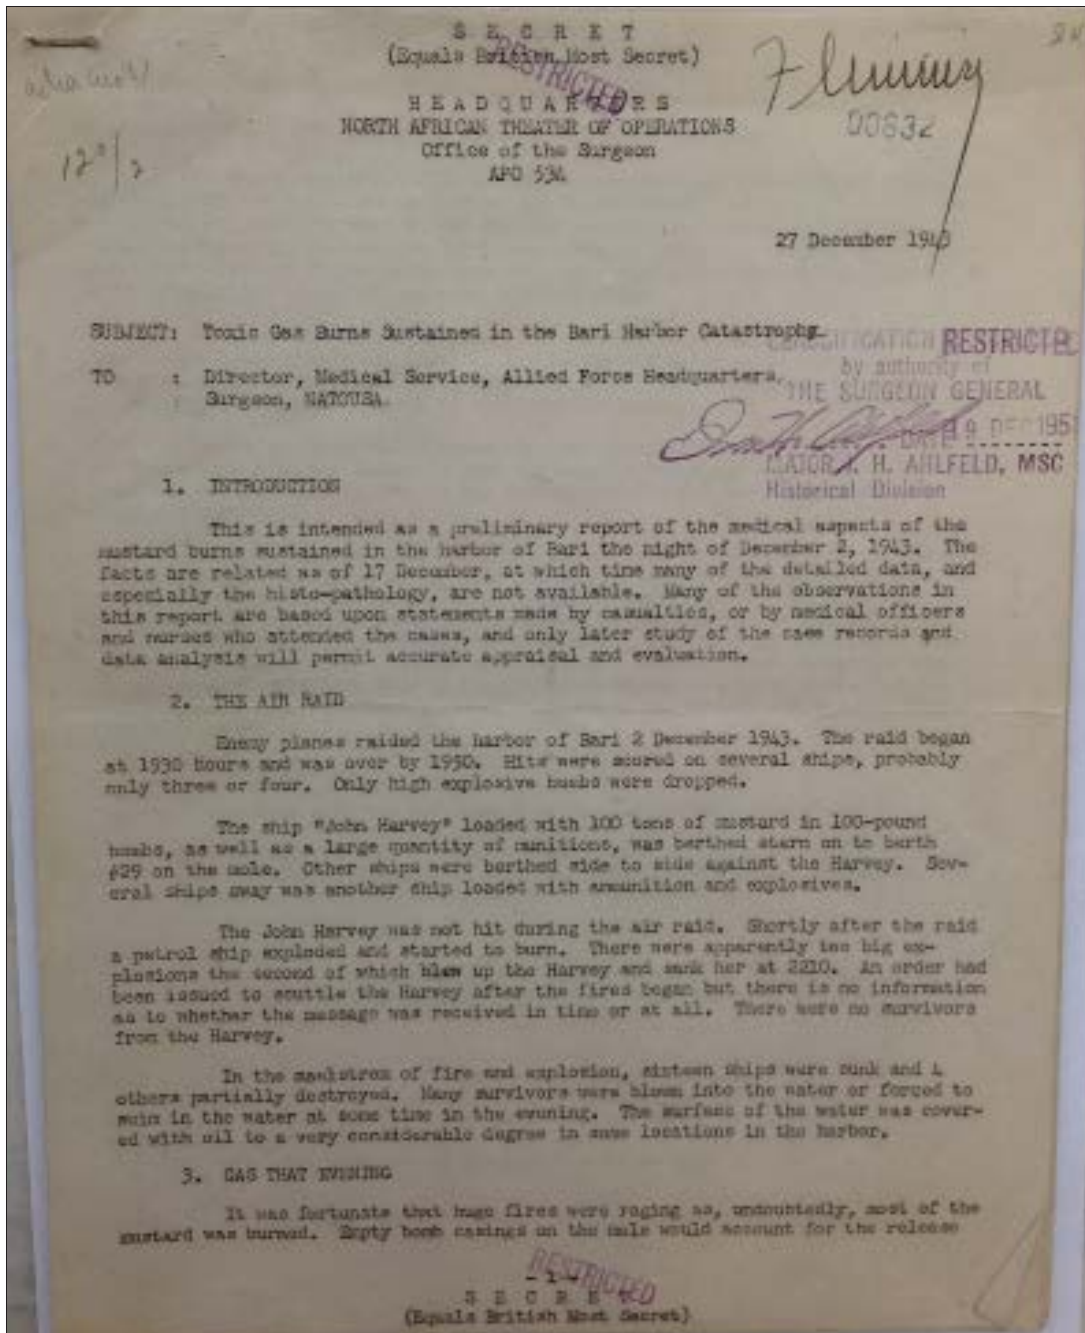 S E C R E T
(Equals British Most Secret)
RESTRICTED
Fleming
00832
H E A D Q U A R T E R S
NORTH AFRICAN THEATER OF OPERATIONS
Office of the Surgeon
APO 534
27 December 1943
SUBJECT: Toxic Gas Burns Sustained in the Bari Harbor Catastrophe.
CLASSIFICATION RESTRICTED
by authority of
TO : Director, Medical Service, Allied Force Headquarters,
: Surgeon, NATOUSA
THE SURGEON GENERAL
DATE 19 DEC 195
MAJOR H. AHLFELD, MSC
Historical Division
1. INTRODUCTION
This is intended as a preliminary report of the medical aspects of the
mustard burns sustained in the harbor of Bari the night of December 2, 1943. The
facts are related as of 17 December, at which time many of the detailed data, and
especially the histo-pathology, are not available. Many of the observations in
this report are based upon statements made by casualties, or by medical officers
and nurses who attended the cases, and only later study of the case records and
data analysis will permit accurate appraisal and evaluation.
2. THE AIR RAID
Enemy planes raided the harbor of Bari 2 December 1943. The raid began
at 1930 hours and was over by 1950. Hits were scored on several ships, probably
only three or four. Only high explosive bombs were dropped.
The ship "John Harvey" loaded with 100 tons of mustard in 100-pound
bombs, as well as a large quantity of munitions, was berthed stern on to berth
#29 on the mole. Other ships were berthed side to side against the Harvey. Sev-
eral ships away was another ship loaded with ammunition and explosives.
The John Harvey was not hit during the air raid. Shortly after the raid
a patrol ship exploded and started to burn. There were apparently two big ex-
plosions the second of which blew up the Harvey and sank her at 2210. An order had
been issued to scuttle the Harvey after the fires began but there is no information
as to whether the message was received in time or at all. There were no survivors
from the Harvey.
In the maelstrom of fire and explosion, sixteen ships were sunk and 4
others partially destroyed. Many survivors were blown into the water or forced to
swim in the water at some time in the evening. The surface of the water was cover-
ed with oil to a very considerable degree in some locations in the harbor.
3. GAS THAT EVENING
It was fortunate that huge fires were raging as, undoubtedly, most of the
mustard was burned. Empty bomb casings on the mole would account for the release
- 1 -
RESTRICTED
S E C R E T
(Equals British Most Secret)